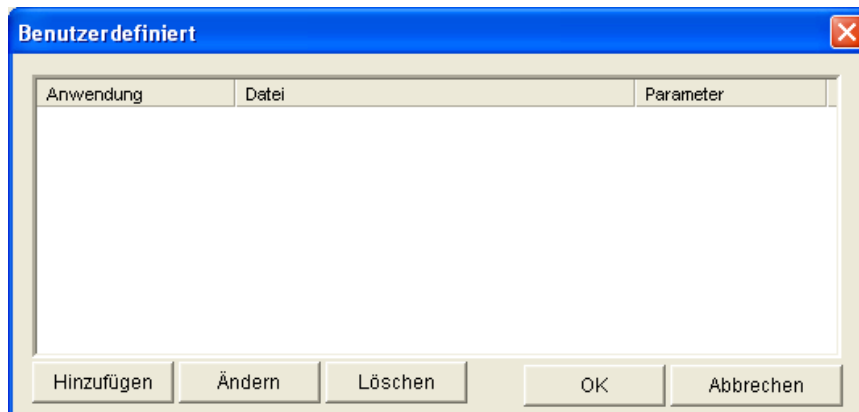 Benutzerdefiniert
Anwendung Datei Parameter
Hinzufügen Ändern Löschen OK Abbrechen